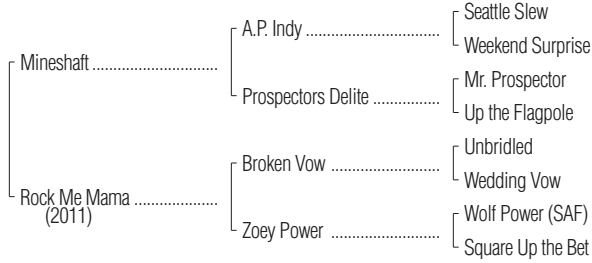 Seattle Slew
A.P. Indy ................................
Weekend Surprise
Mineshaft ..............................
Mr. Prospector
Prospectors Delite ................
Up the Flagpole
Unbridled
Broken Vow ..........................
Wedding Vow
Rock Me Mama ....................
(2011)
Wolf Power (SAF)
Zoey Power ..........................
Square Up the Bet